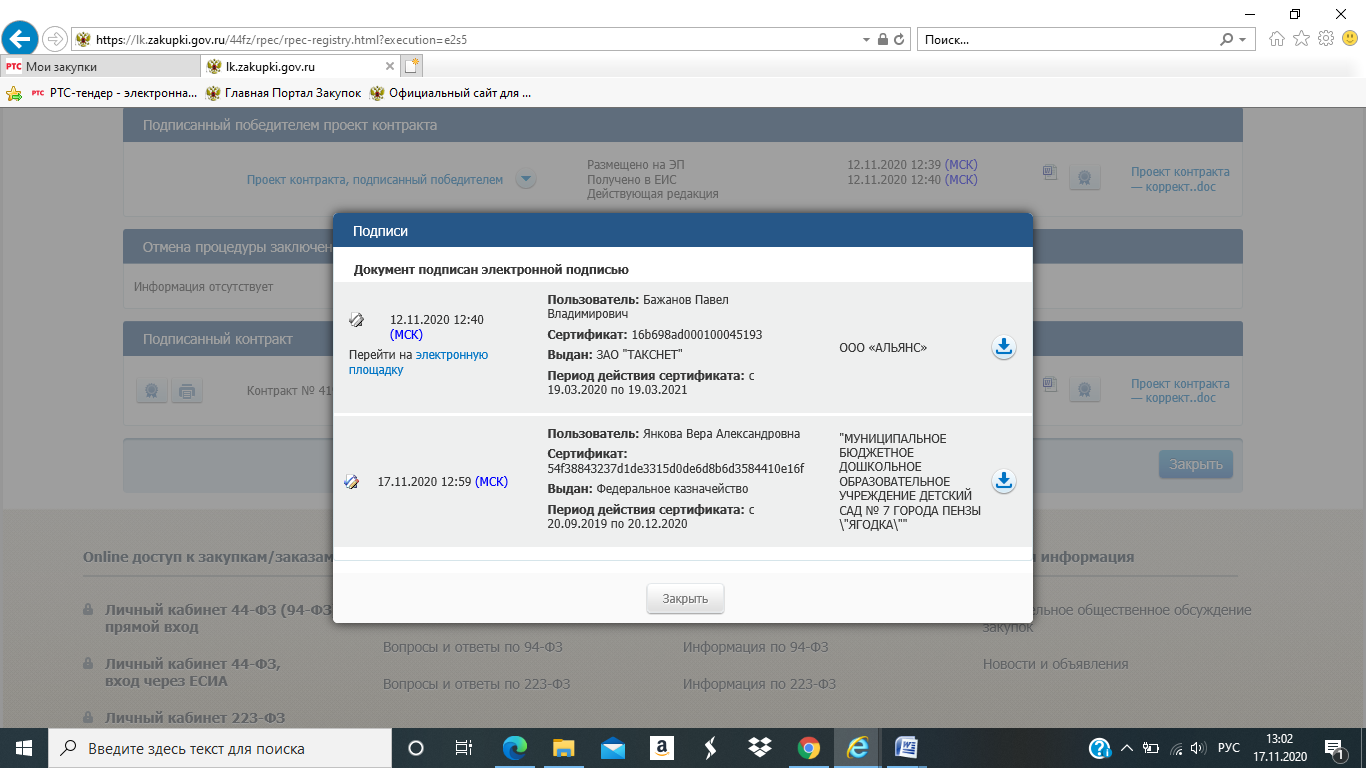 https://lk.zakupki.gov.ru/44fz/rpec/rpec-registry.html?execution=e2s5
Поиск...
РТС Мои закупки
lk.zakupki.gov.ru
РТС РТС-тендер - электронна...
Главная Портал Закупок
Официальный сайт для ...
Подписанный победителем проект контракта
Проект контракта, подписанный победителем
Размещено на ЭП
Получено в ЕИС
Действующая редакция
12.11.2020 12:39 (МСК)
12.11.2020 12:40 (МСК)
Проект контракта
— коррект..doc
Подписи
Отмена процедуры заключен
Документ подписан электронной подписью
Информация отсутствует
12.11.2020 12:40
(МСК)
Перейти на электронную
площадку
Пользователь: Бажанов Павел
Владимирович
Сертификат: 16b698ad000100045193
Выдан: ЗАО "ТАКСНЕТ"
Период действия сертификата: с
19.03.2020 по 19.03.2021
ООО «АЛЬЯНС»
Подписанный контракт
Контракт № 41
Проект контракта
— коррект..doc
17.11.2020 12:59 (МСК)
Пользователь: Янкова Вера Александровна
Сертификат:
54f38843237d1de3315d0de6d8b6d3584410e16f
Выдан: Федеральное казначейство
Период действия сертификата: с
20.09.2019 по 20.12.2020
"МУНИЦИПАЛЬНОЕ
БЮДЖЕТНОЕ
ДОШКОЛЬНОЕ
ОБРАЗОВАТЕЛЬНОЕ
УЧРЕЖДЕНИЕ ДЕТСКИЙ
САД № 7 ГОРОДА ПЕНЗЫ
\"ЯГОДКА\""
Закрыть
Закрыть
Online доступ к закупкам/заказам
информация
Личный кабинет 44-ФЗ (94-ФЗ
прямой вход
Личный кабинет 44-ФЗ,
вход через ЕСИА
Личный кабинет 223-ФЗ
Вопросы и ответы по 94-ФЗ
Вопросы и ответы по 223-ФЗ
Информация по 94-ФЗ
Информация по 223-ФЗ
ельное общественное обсуждение
закупок
Новости и объявления
Введите здесь текст для поиска
РУС
13:02
17.11.2020
1